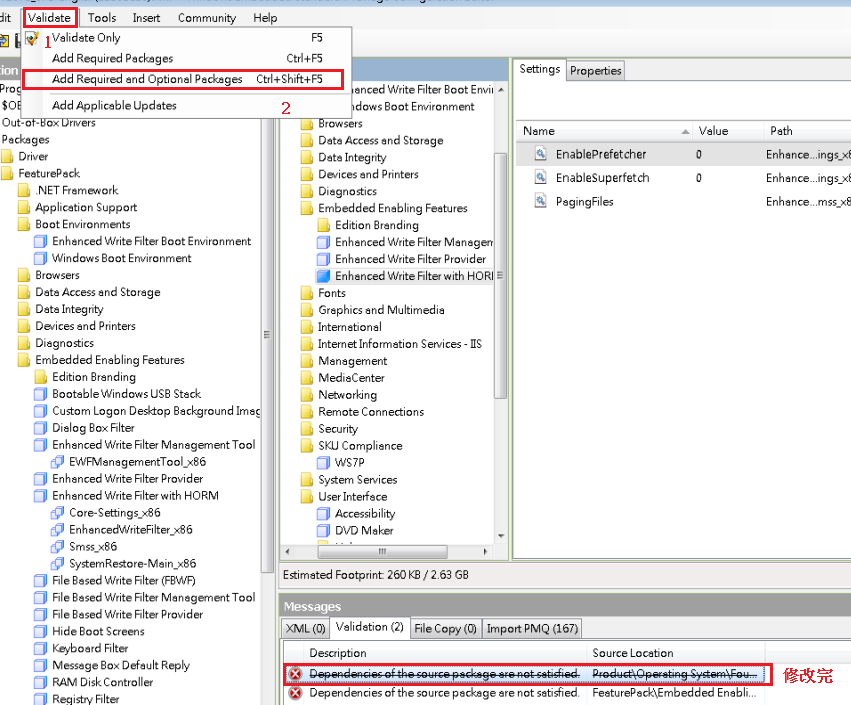 dit Validate Tools Insert Community Help
1
Validate Only F5
Add Required Packages Ctrl+F5
Add Required and Optional Packages Ctrl+Shift+F5
Add Applicable Updates
2
Out-of-Box Drivers
Packages
Driver
FeaturePack
.NET Framework
Application Support
Boot Environments
Enhanced Write Filter Boot Environment
Windows Boot Environment
Browsers
Data Access and Storage
Data Integrity
Devices and Printers
Diagnostics
Embedded Enabling Features
Edition Branding
Bootable Windows USB Stack
Custom Logon Desktop Background Imag
Dialog Box Filter
Enhanced Write Filter Management Tool
EWFManagementTool_x86
Enhanced Write Filter Provider
Enhanced Write Filter with HORM
Core-Settings_x86
EnhancedWriteFilter_x86
Smss_x86
SystemRestore-Main_x86
File Based Write Filter (FBWF)
File Based Write Filter Management Tool
File Based Write Filter Provider
Hide Boot Screens
Keyboard Filter
Message Box Default Reply
RAM Disk Controller
Registry Filter
hanced Write Filter Boot Envir
dows Boot Environment
Browsers
Data Access and Storage
Data Integrity
Devices and Printers
Diagnostics
Embedded Enabling Features
Edition Branding
Enhanced Write Filter Managem
Enhanced Write Filter Provider
Enhanced Write Filter with HORM
Fonts
Graphics and Multimedia
International
Internet Information Services - IIS
Management
MediaCenter
Networking
Remote Connections
Security
SKU Compliance
WS7P
System Services
User Interface
Accessibility
DVD Maker
Settings Properties
Name Value Path
EnablePrefetcher 0 Enhance...ings_x8
EnableSuperfetch 0 Enhance...ings_x8
PagingFiles Enhance...mss_x8
Estimated Footprint: 260 KB / 2.63 GB
Messages
XML (0) Validation (2) File Copy (0) Import PMQ (167)
Description Source Location
Dependencies of the source package are not satisfied. Product\Operating System\Fou...
修改完
Dependencies of the source package are not satisfied. FeaturePack\Embedded Enabli...